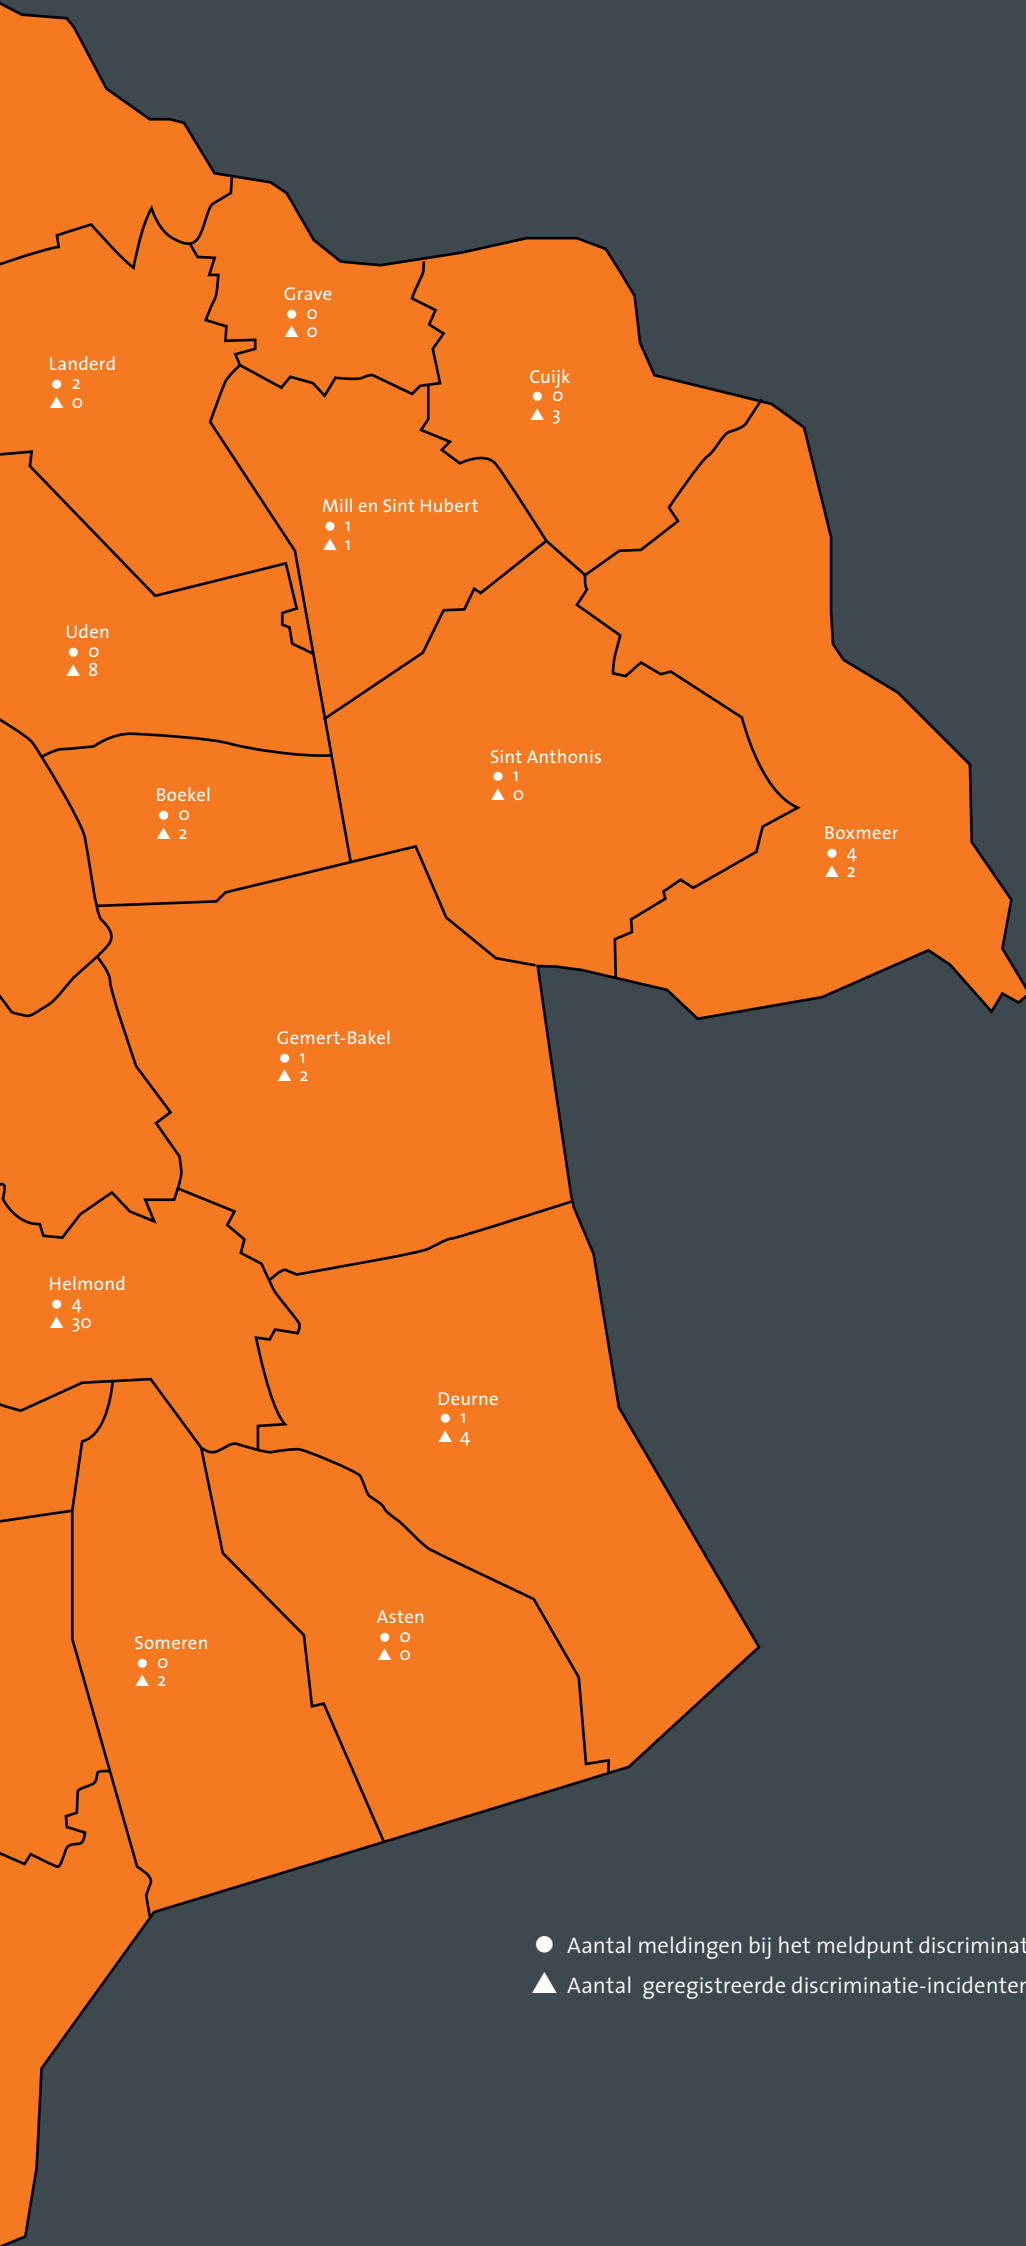 Grave
● 0
▲ 0
Landerd
● 2
▲ 0
Cuijk
● 0
▲ 3
Mill en Sint Hubert
● 1
▲ 1
Uden
● 0
▲ 8
Sint Anthonis
● 1
▲ 0
Boekel
● 0
▲ 2
Boxmeer
● 4
▲ 2
Gemert-Bakel
● 1
▲ 2
Helmond
● 4
▲ 30
Deurne
● 1
▲ 4
Asten
● 0
▲ 0
Someren
● 0
▲ 2
● Aantal meldingen bij het meldpunt discriminat
▲ Aantal geregistreerde discriminatie-incidenten